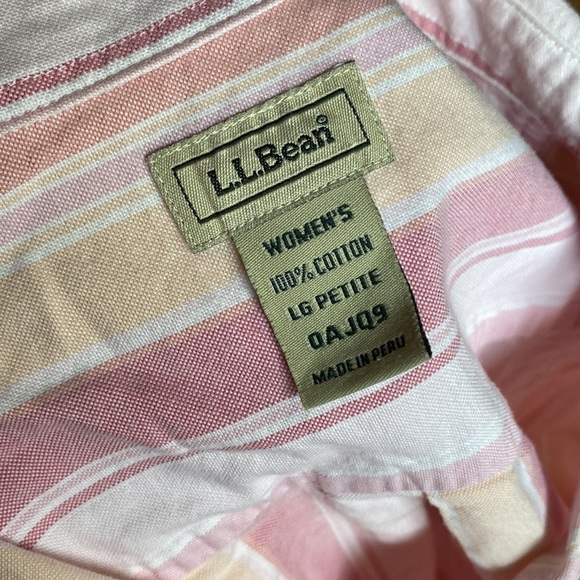 L.L.Bean®
WOMEN'S
100% COTTON
LG PETITE
0AJQ9
MADE IN PERU